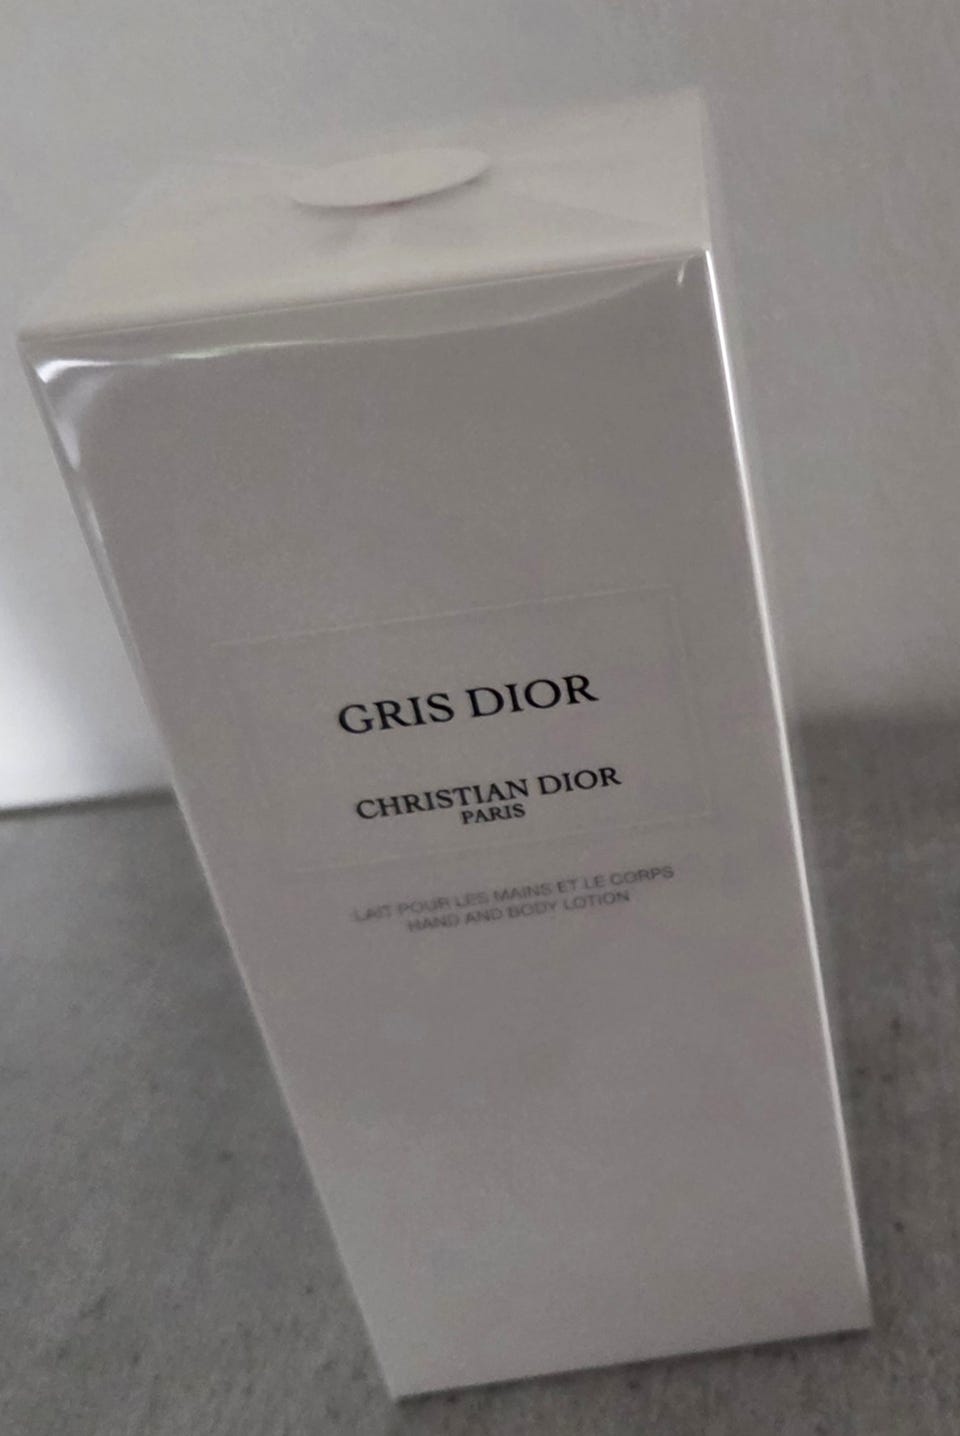 GRIS DIOR
CHRISTIAN DIOR
PARIS
LAIT POUR LES MAINS ET LE CORPS
HAND AND BODY LOTION